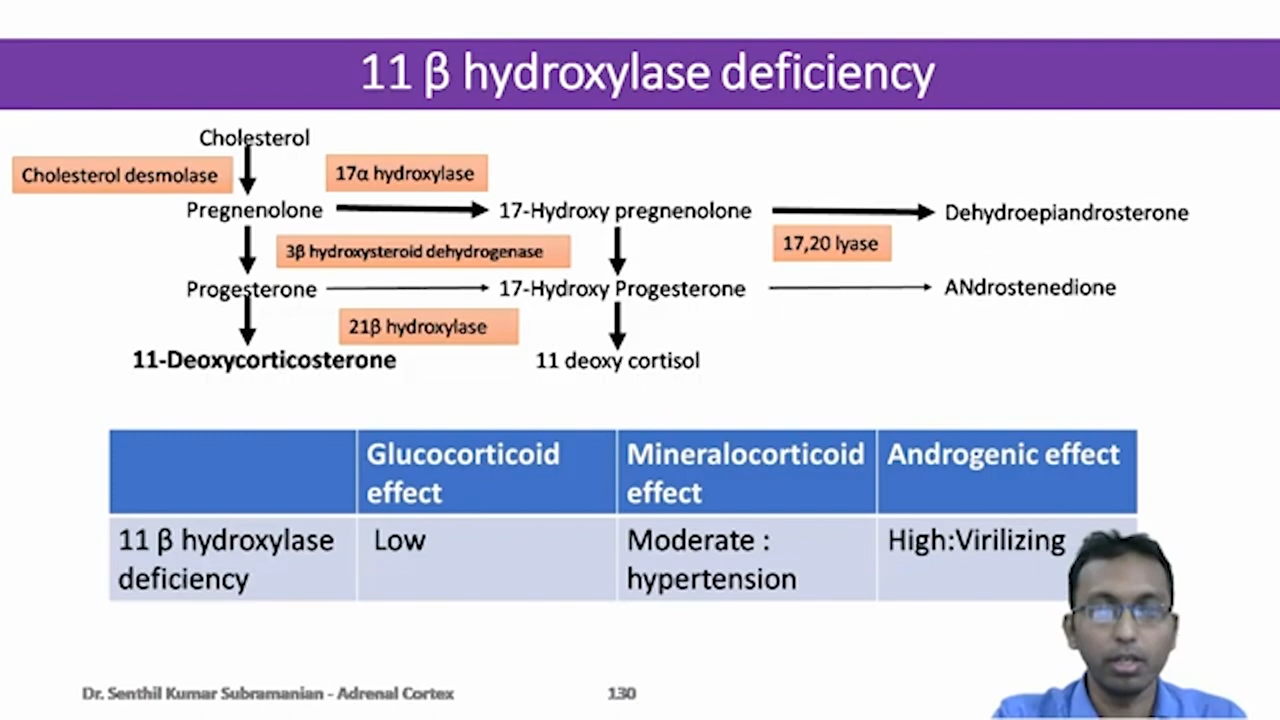 11 β hydroxylase deficiency
Cholesterol
Cholesterol desmolase
17α hydroxylase
Pregnenolone
17-Hydroxy pregnenolone
Dehydroepiandrosterone
3β hydroxysteroid dehydrogenase
17,20 lyase
Progesterone
17-Hydroxy Progesterone
ANdrostenedione
21β hydroxylase
11-Deoxycorticosterone
11 deoxy cortisol
Glucocorticoid
effect
Mineralocorticoid
effect
Androgenic effect
11 β hydroxylase
deficiency
Low
Moderate :
hypertension
High:Virilizing
Dr. Senthil Kumar Subramanian - Adrenal Cortex
130